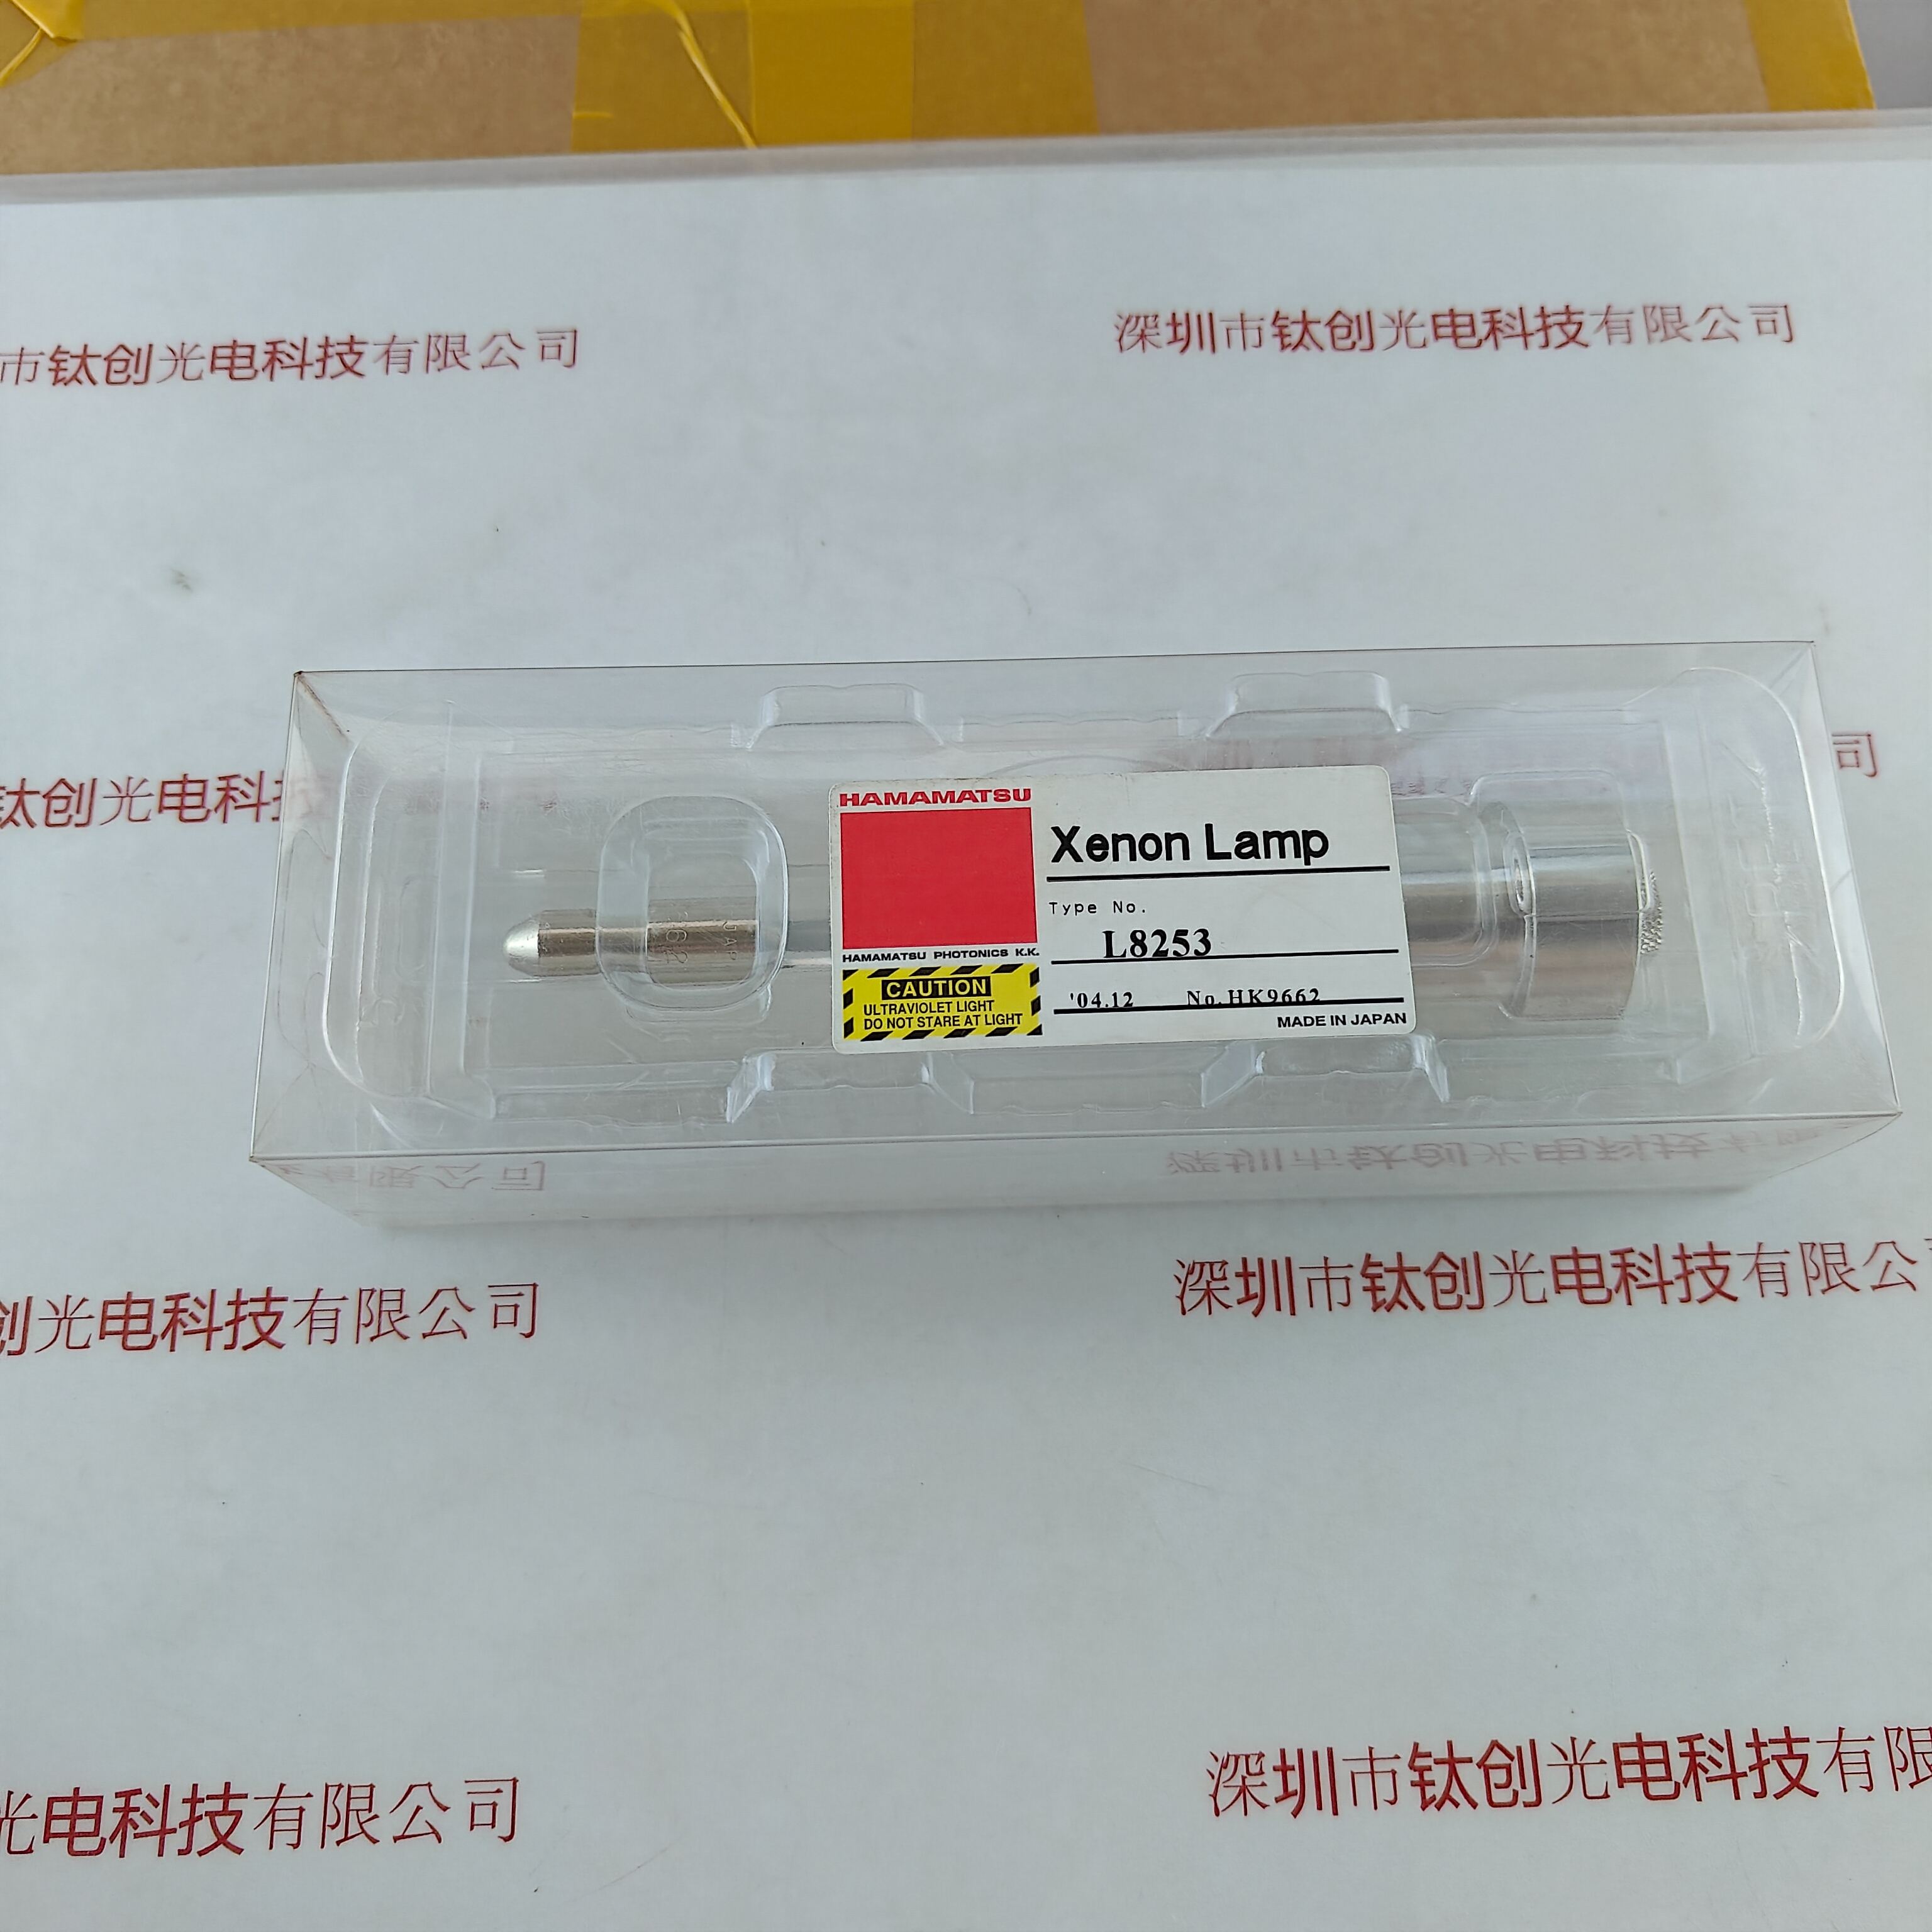 市钛创光电科技有限公司
深圳市钛创光电科技有限公司
钛创光电科
司
HAMAMATSU
Xenon Lamp
Type No.
L8253
HAMAMATSU PHOTONICS K.K.
CAUTION
ULTRAVIOLET LIGHT
DO NOT STARE AT LIGHT
'04.12 No.HK9662
MADE IN JAPAN
创光电科技有限公司
深圳市钛创光电科技有限公
光电科技有限公司
深圳市钛创光电科技有限